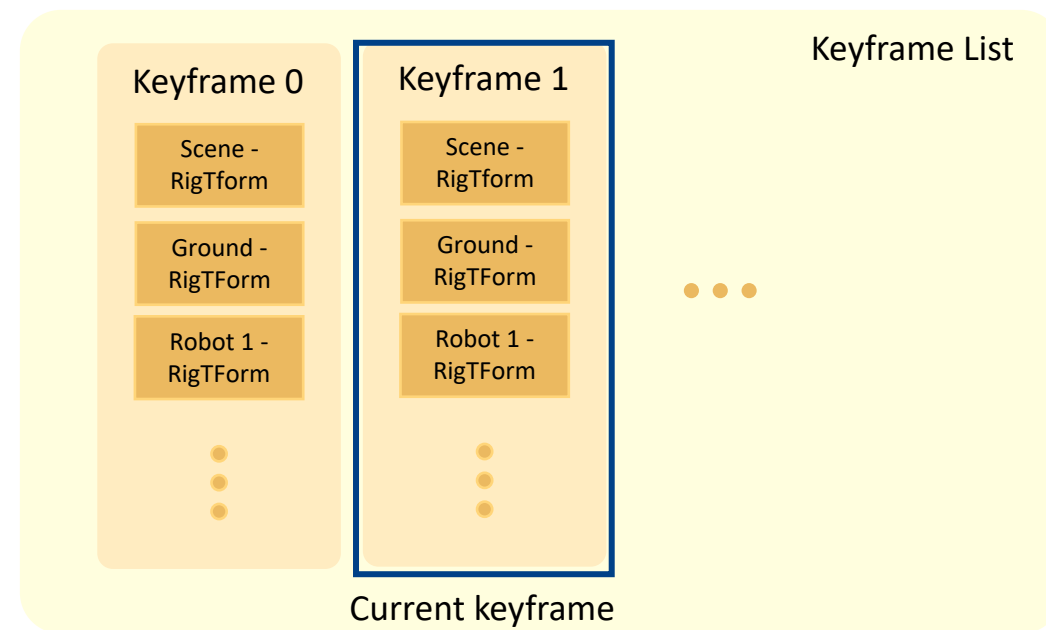 Keyframe List
Keyframe 0
Scene -
RigTform
Ground -
RigTForm
Robot 1 -
RigTForm
Keyframe 1
Scene -
RigTform
Ground -
RigTForm
Robot 1 -
RigTForm
Current keyframe